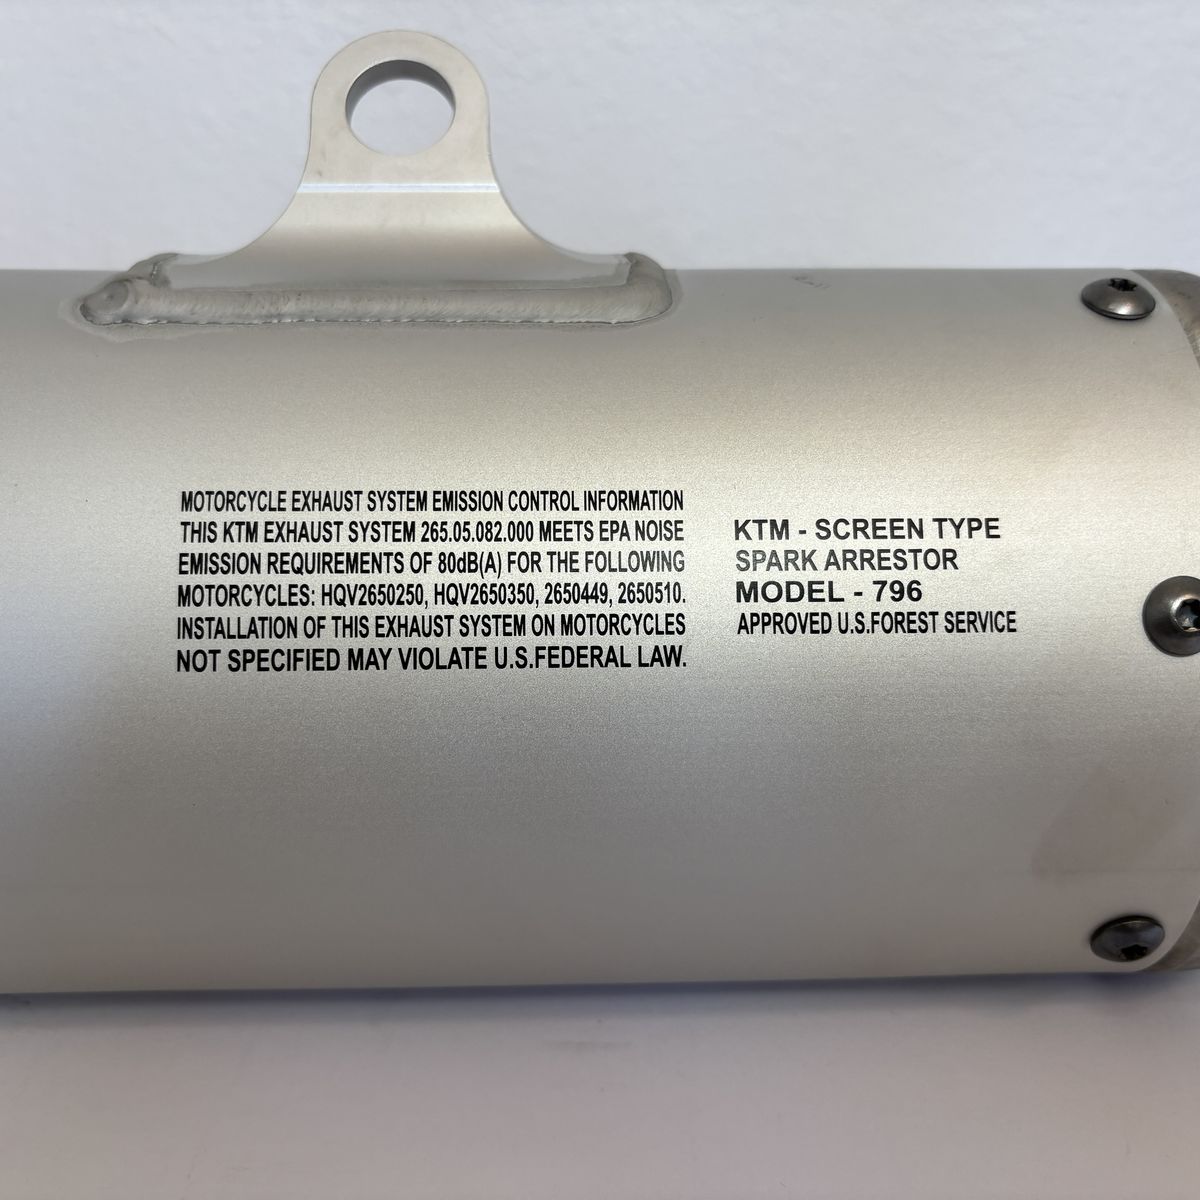 MOTORCYCLE EXHAUST SYSTEM EMISSION CONTROL INFORMATION
THIS KTM EXHAUST SYSTEM 265.05.082.000 MEETS EPA NOISE
EMISSION REQUIREMENTS OF 80dB(A) FOR THE FOLLOWING
MOTORCYCLES: HQV2650250, HQV2650350, 2650449, 2650510.
INSTALLATION OF THIS EXHAUST SYSTEM ON MOTORCYCLES
NOT SPECIFIED MAY VIOLATE U.S.FEDERAL LAW.
KTM - SCREEN TYPE
SPARK ARRESTOR
MODEL - 796
APPROVED U.S.FOREST SERVICE